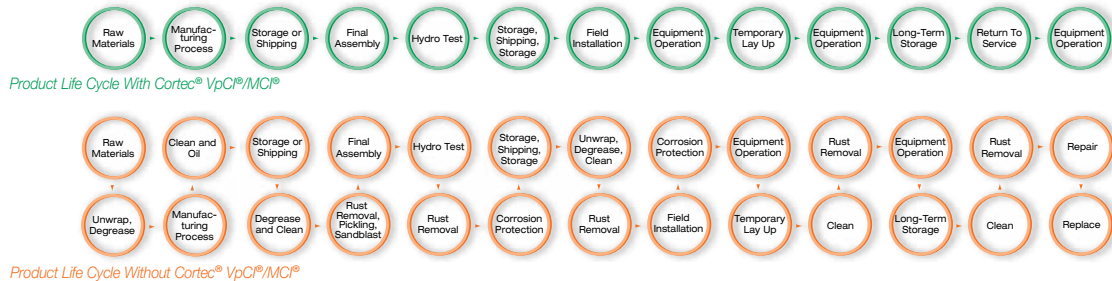 Raw
Materials
Manufac-
turing
Process
Storage or
Shipping
Final
Assembly
Hydro Test
Storage,
Shipping,
Storage
Field
Installation
Equipment
Operation
Temporary
Lay Up
Equipment
Operation
Long-Term
Storage
Return To
Service
Equipment
Operation
Product Life Cycle With Cortec® VpCI®/MCI®
Raw
Materials
Clean and
Oil
Storage or
Shipping
Final
Assembly
Hydro Test
Storage,
Shipping,
Storage
Unwrap,
Degrease,
Clean
Corrosion
Protection
Equipment
Operation
Rust
Removal
Equipment
Operation
Rust
Removal
Repair
Unwrap,
Degrease
Manufac-
turing
Process
Degrease
and Clean
Rust
Removal,
Pickling,
Sandblast
Rust
Removal
Corrosion
Protection
Rust
Removal
Field
Installation
Temporary
Lay Up
Clean
Long-Term
Storage
Clean
Replace
Product Life Cycle Without Cortec® VpCI®/MCI®